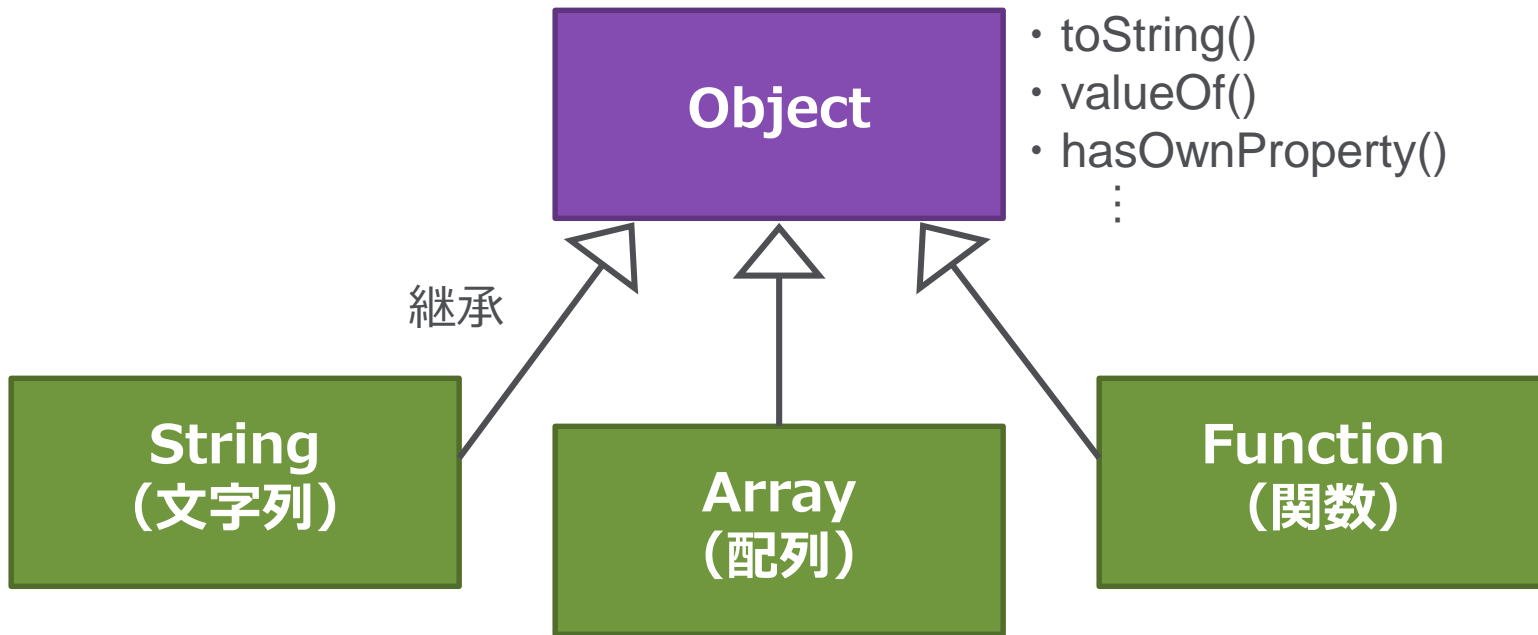 Object
・toString()
・valueOf()
・hasOwnProperty()
⋮
継承
String
（文字列）
Array
（配列）
Function
（関数）